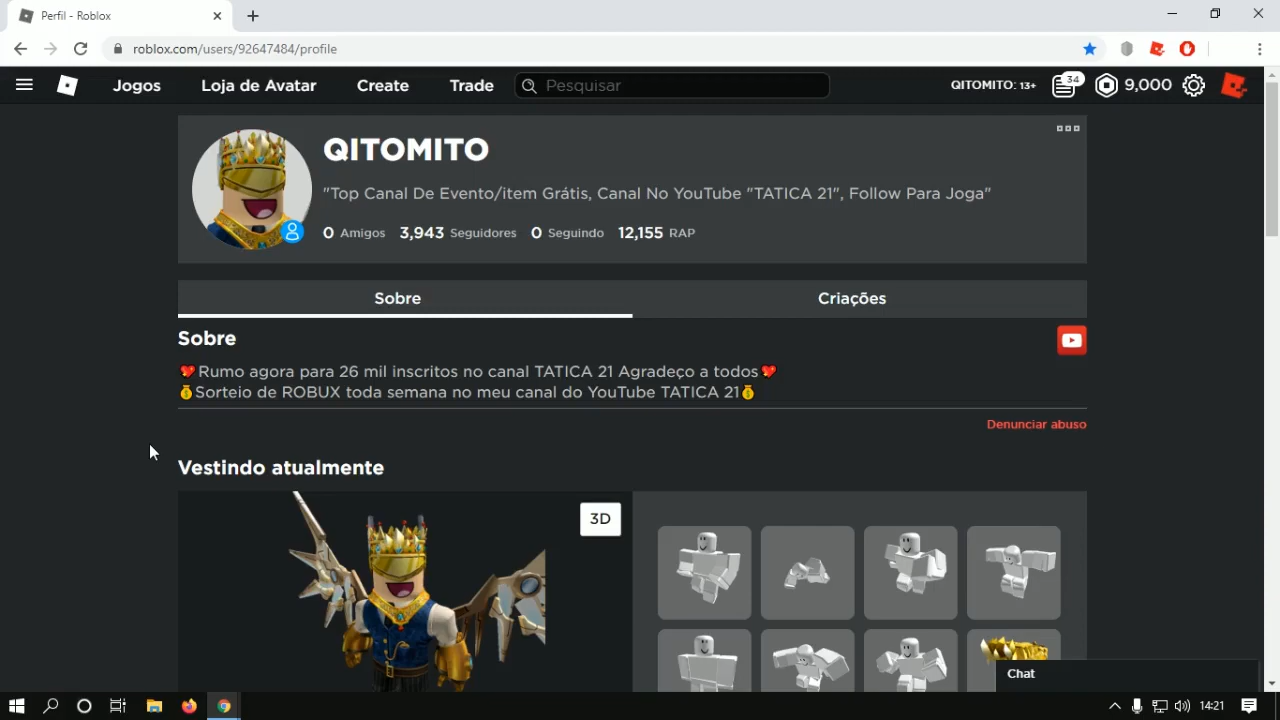 Perfil - Roblox
roblox.com/users/92647484/profile
Jogos Loja de Avatar Create Trade Pesquisar QITOMITO: 13+ 34 9,000
QITOMITO
"Top Canal De Evento/item Grátis, Canal No YouTube "TATICA 21", Follow Para Joga"
0 Amigos 3,943 Seguidores 0 Seguindo 12,155 RAP
Sobre Criações
Sobre
💖Rumo agora para 26 mil inscritos no canal TATICA 21 Agradeço a todos💖
💰Sorteio de ROBUX toda semana no meu canal do YouTube TATICA 21💰
Denunciar abuso
Vestindo atualmente
3D
Chat
14:21